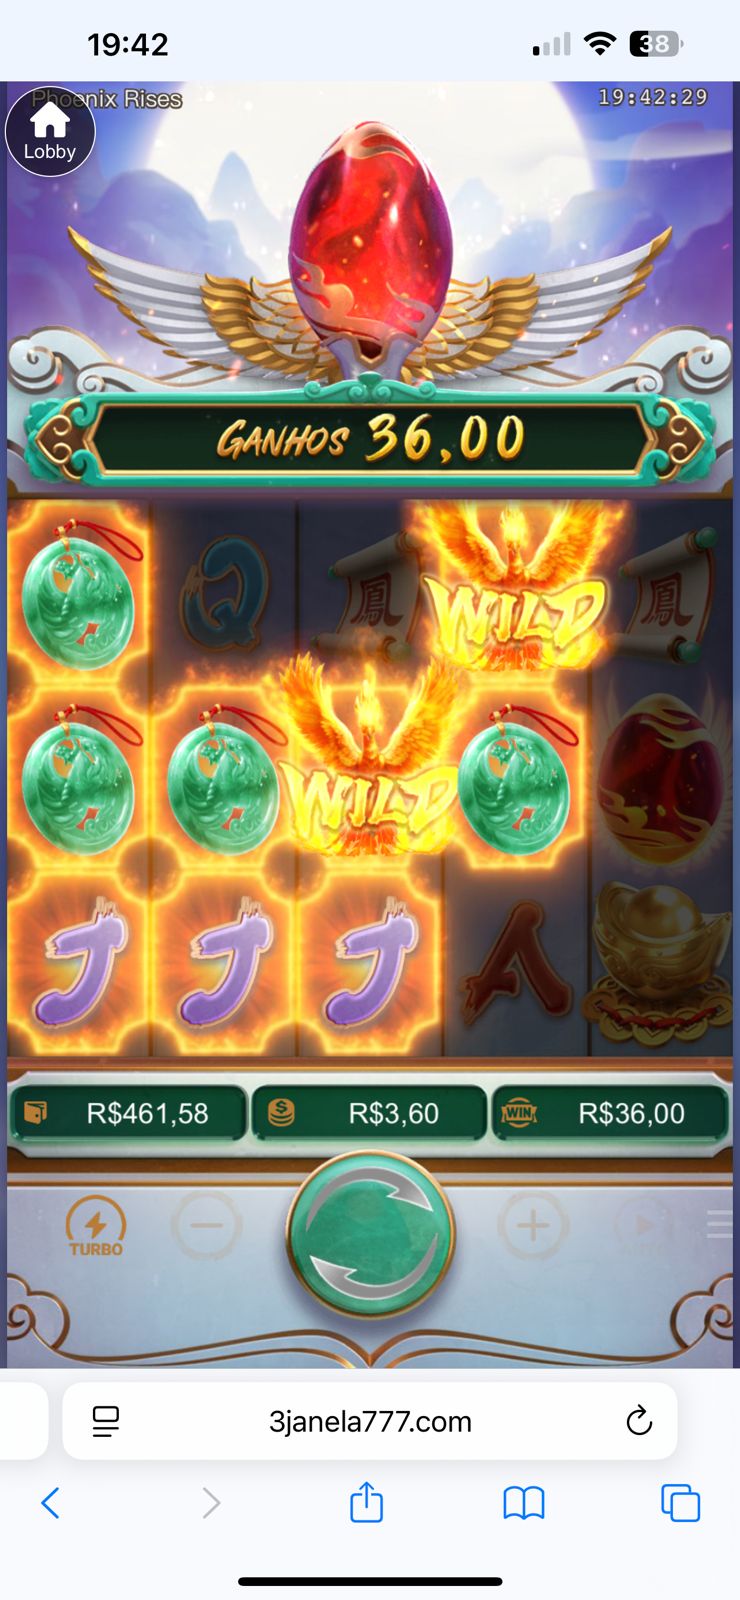 19:42
38
Phoenix Rises
19:42:29
Lobby
GANHOS 36,00
Q
鳳
WILD
鳳
WILD
J
J
J
A
R$461,58
R$3,60
WIN
R$36,00
TURBO
3janela777.com